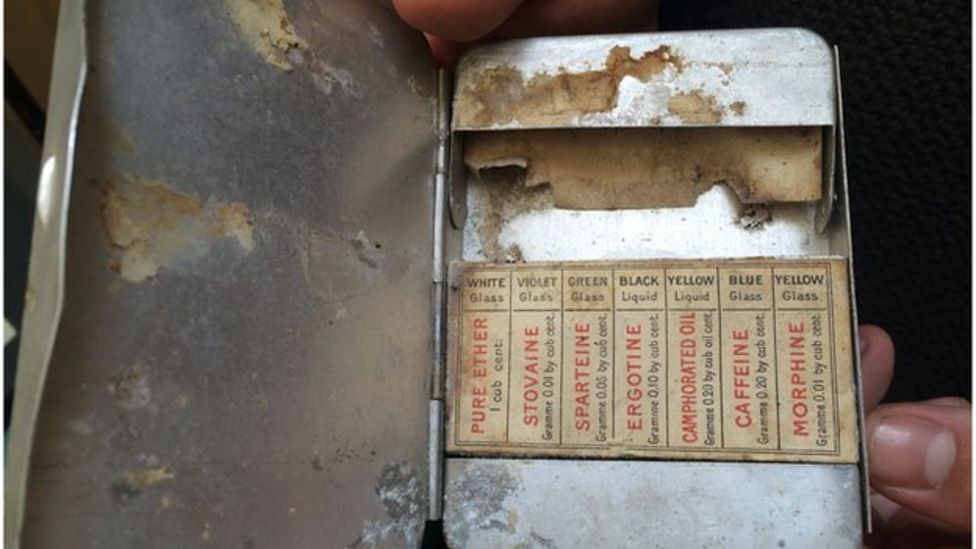 WHITE
Glass
PURE ETHER
1 cub cent.
VIOLET
Glass
STOVAINE
Gramme 0.01 by cub cent.
GREEN
Glass
SPARTEINE
Gramme 0.05 by cub cent.
BLACK
Liquid
ERGOTINE
Gramme 0.10 by cub cent.
YELLOW
Liquid
CAMPHORATED OIL
Gramme 0.20 by cub oil cent.
BLUE
Glass
CAFFEINE
Gramme 0.20 by cub cent.
YELLOW
Glass
MORPHINE
Gramme 0.01 by cub cent.